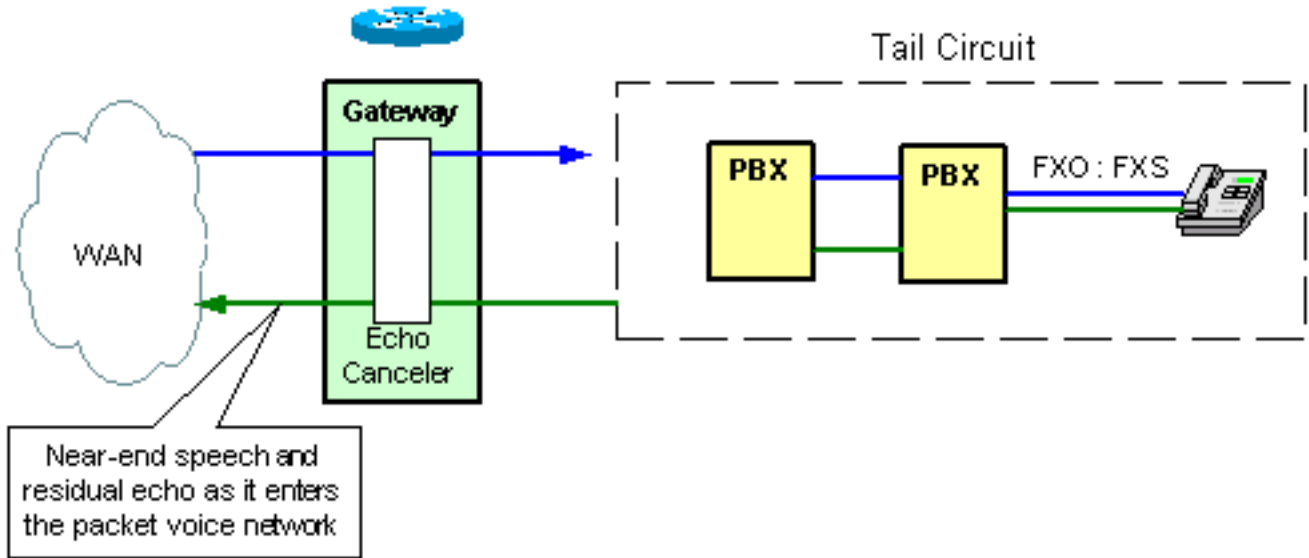 Tail Circuit
Gateway
PBX
PBX
FXO : FXS
WAN
Echo
Canceler
Near-end speech and
residual echo as it enters
the packet voice network